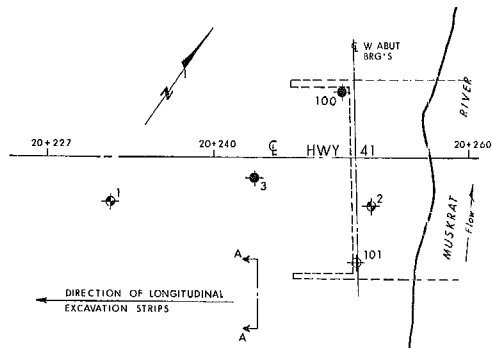 ℄ W ABUT
BRG'S
N
100
RIVER
20+227
20+240
℄
HWY 41
20+260
1
3
2
MUSKRAT
Flow
101
A
DIRECTION OF LONGITUDINAL
EXCAVATION STRIPS
A